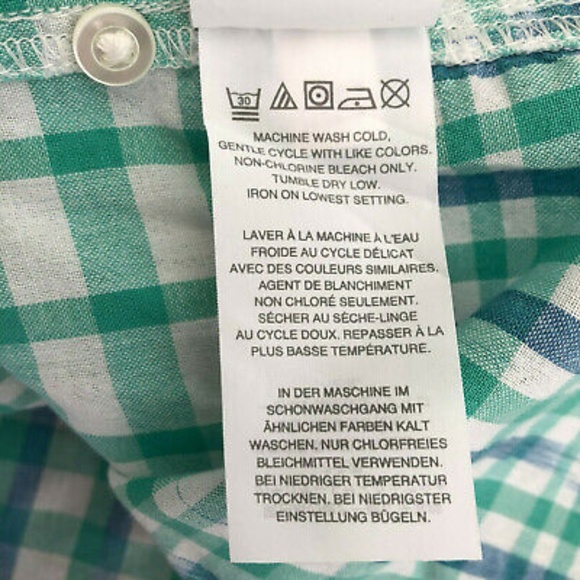 30
MACHINE WASH COLD,
GENTLE CYCLE WITH LIKE COLORS.
NON-CHLORINE BLEACH ONLY.
TUMBLE DRY LOW.
IRON ON LOWEST SETTING.
LAVER À LA MACHINE À L'EAU
FROIDE AU CYCLE DÉLICAT
AVEC DES COULEURS SIMILAIRES.
AGENT DE BLANCHIMENT
NON CHLORÉ SEULEMENT.
SÉCHER AU SÈCHE-LINGE
AU CYCLE DOUX. REPASSER À LA
PLUS BASSE TEMPÉRATURE.
IN DER MASCHINE IM
SCHONWASCHGANG MIT
ÄHNLICHEN FARBEN KALT
WASCHEN. NUR CHLORFREIES
BLEICHMITTEL VERWENDEN.
BEI NIEDRIGER TEMPERATUR
TROCKNEN. BEI NIEDRIGSTER
EINSTELLUNG BÜGELN.